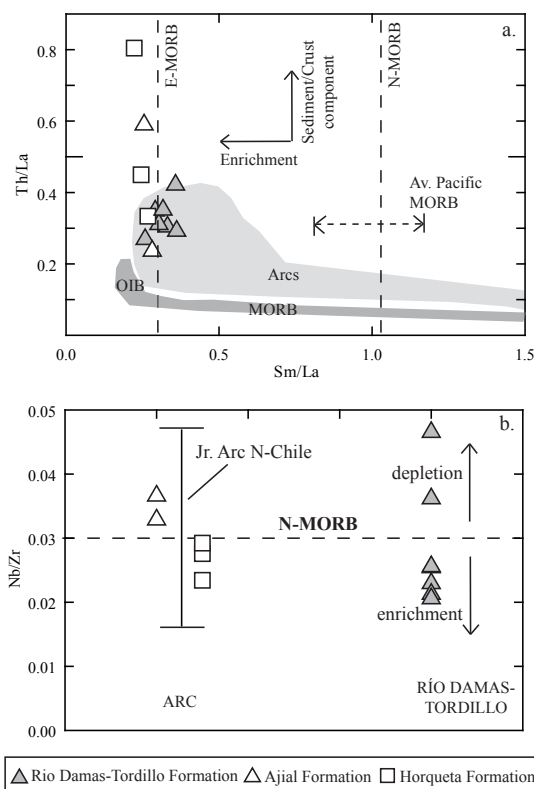 a.
0.8
0.6
0.4
0.2
0.0
0.5
1.0
1.5
Th/La
Sm/La
E-MORB
N-MORB
Sediment/Crust
component
Enrichment
Av. Pacific
MORB
Arcs
OIB
MORB
b.
0.05
0.04
0.03
0.02
0.01
0.00
Nb/Zr
Jr. Arc N-Chile
depletion
N-MORB
enrichment
ARC
RÍO DAMAS-
TORDILLO
Rio Damas-Tordillo Formation Ajial Formation Horqueta Formation